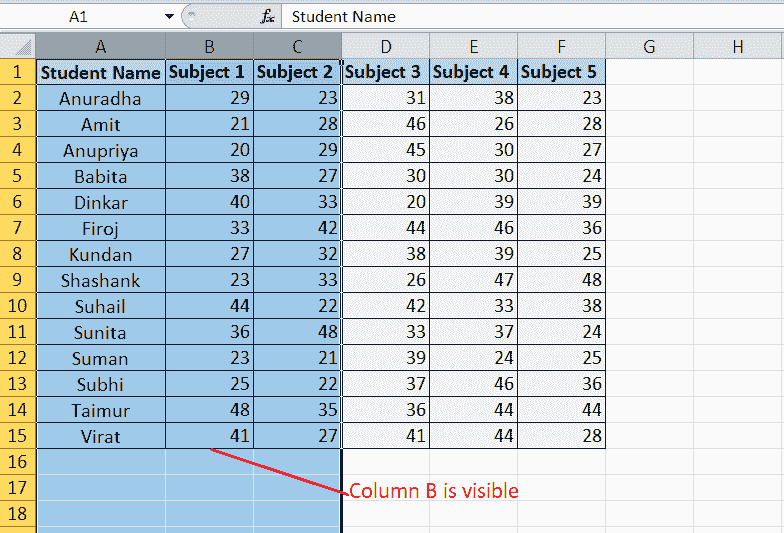 A1 fx Student Name
A B C D E F G H
1 Student Name Subject 1 Subject 2 Subject 3 Subject 4 Subject 5
2 Anuradha 29 23 31 38 23
3 Amit 21 28 46 26 28
4 Anupriya 20 29 45 30 27
5 Babita 38 27 30 30 24
6 Dinkar 40 33 20 39 39
7 Firoj 33 42 44 46 36
8 Kundan 27 32 38 39 25
9 Shashank 23 33 26 47 48
10 Suhail 44 22 42 33 38
11 Sunita 36 48 33 37 24
12 Suman 23 21 39 24 25
13 Subhi 25 22 37 46 36
14 Taimur 48 35 36 44 44
15 Virat 41 27 41 44 28
16
17 Column B is visible
18